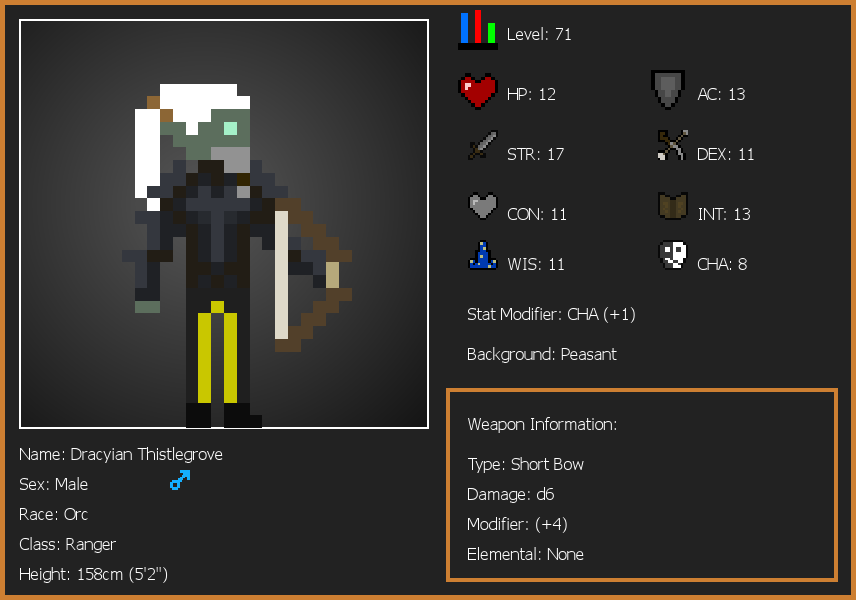 Level: 71
HP: 12
AC: 13
STR: 17
DEX: 11
CON: 11
INT: 13
WIS: 11
CHA: 8
Stat Modifier: CHA (+1)
Background: Peasant
Weapon Information:
Type: Short Bow
Damage: d6
Modifier: (+4)
Elemental: None
Name: Dracyian Thistlegrove
Sex: Male
Race: Orc
Class: Ranger
Height: 158cm (5'2")